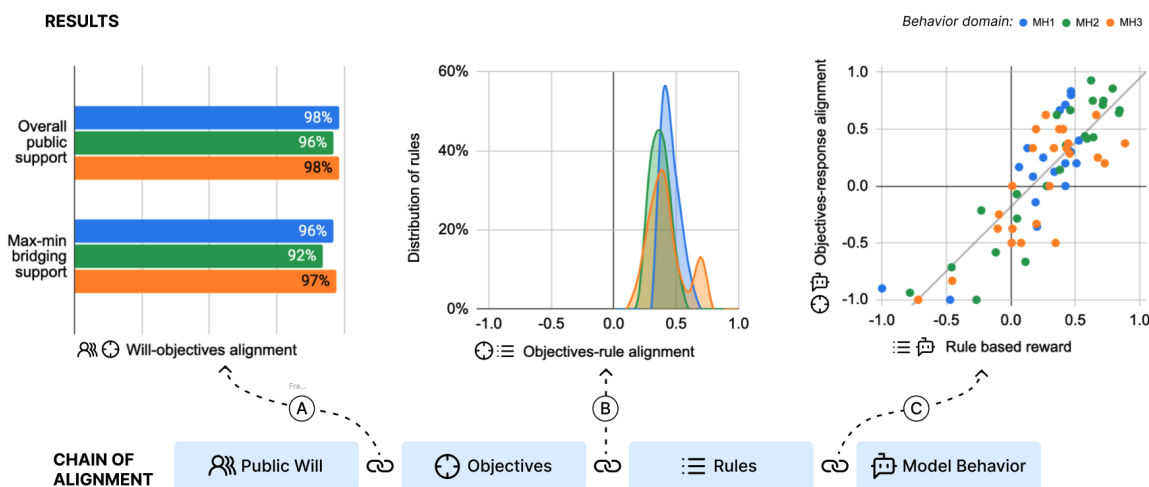 RESULTS
Behavior domain: MH1 MH2 MH3
Overall
public
support
98%
96%
98%
Max-min
bridging
support
96%
92%
97%
Will-objectives alignment
Distribution of rules
60%
40%
20%
0%
-1.0 -0.5 0.0 0.5 1.0
Objectives-rule alignment
Objectives-response alignment
1.0
0.5
0.0
-0.5
-1.0
-1.0 0.0 0.5 1.0
Rule based reward
Fra...
A
B
C
CHAIN OF
ALIGNMENT
Public Will
Objectives
Rules
Model Behavior